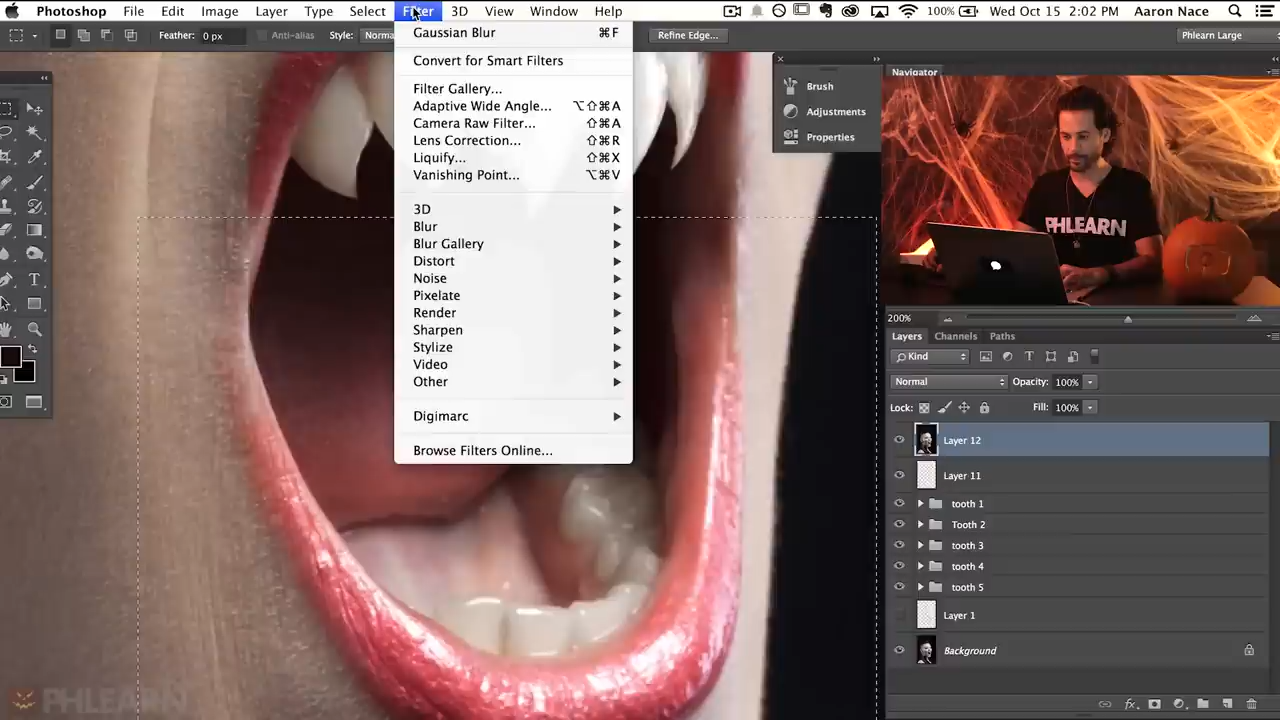 Photoshop File Edit Image Layer Type Select Filter 3D View Window Help 100% Wed Oct 15 2:02 PM Aaron Nace
Feather: 0 px Anti-alias Style: Norma Refine Edge... Phlearn Large
Gaussian Blur ⌘F
Convert for Smart Filters
Filter Gallery...
Adaptive Wide Angle... ⌥⇧⌘A
Camera Raw Filter... ⇧⌘A
Lens Correction... ⇧⌘R
Liquify... ⇧⌘X
Vanishing Point... ⌥⌘V
3D
Blur
Blur Gallery
Distort
Noise
Pixelate
Render
Sharpen
Stylize
Video
Other
Digimarc
Browse Filters Online...
Brush
Adjustments
Properties
Navigator
PHLEARN
200%
Layers Channels Paths
Kind
Normal Opacity: 100%
Lock: Fill: 100%
Layer 12
Layer 11
tooth 1
Tooth 2
tooth 3
tooth 4
tooth 5
Layer 1
Background
PHLEARN